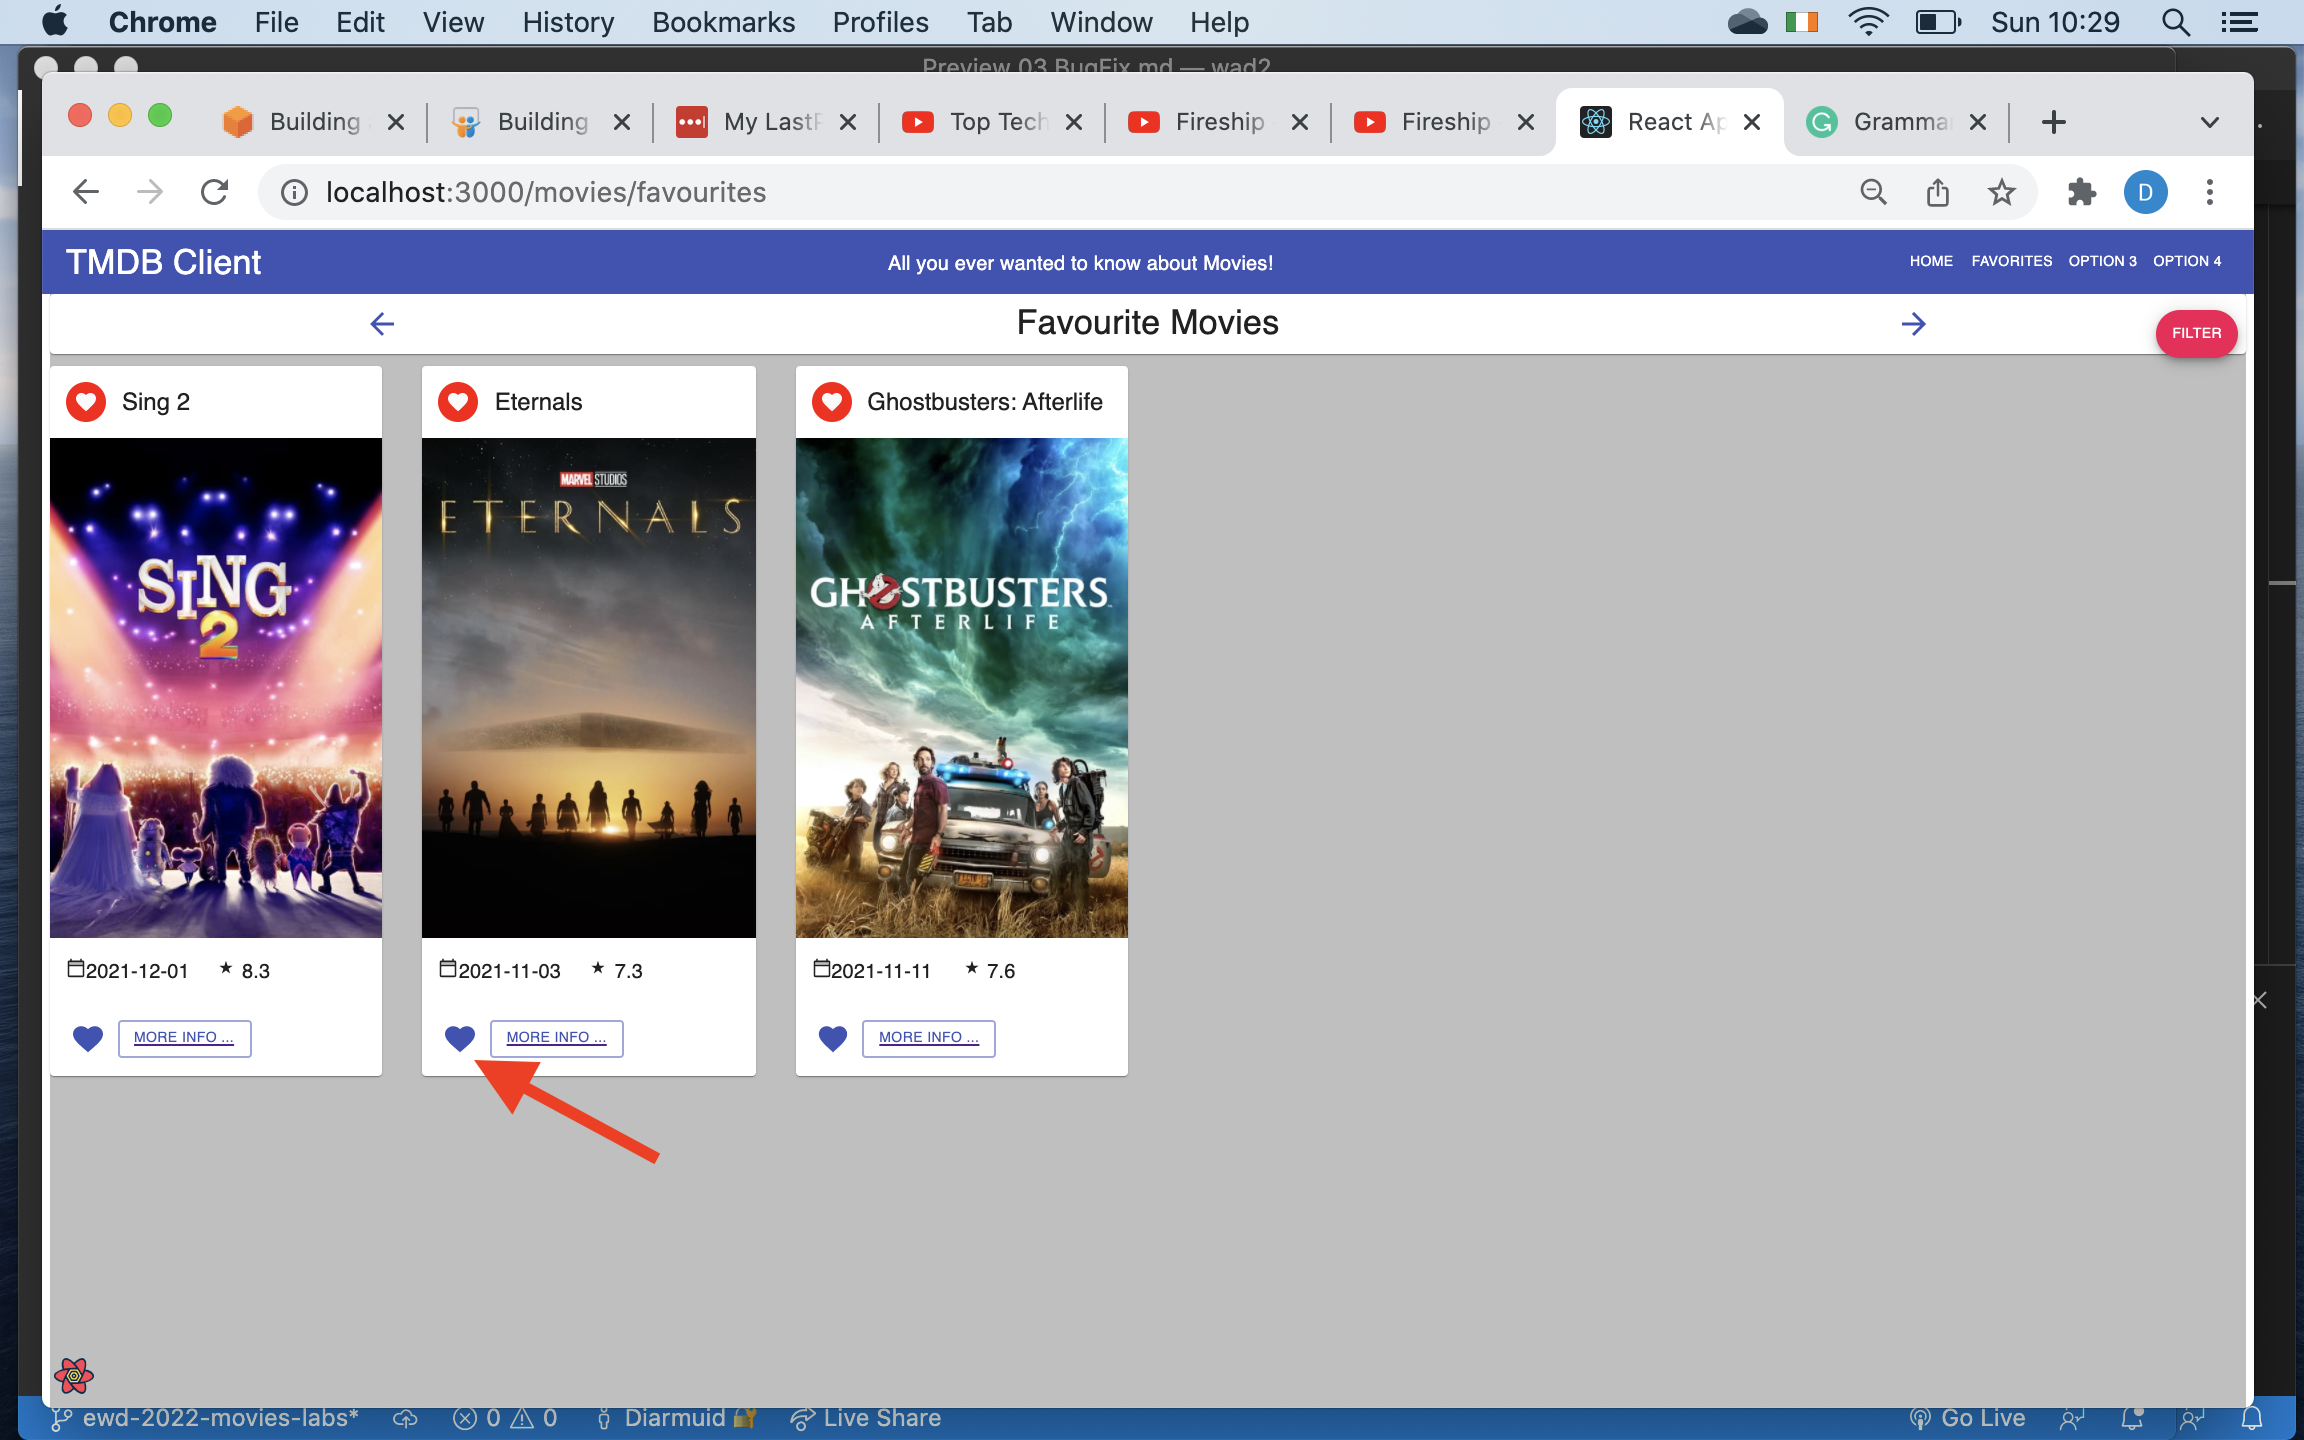 Chrome File Edit View History Bookmarks Profiles Tab Window Help Sun 10:29
Preview 03 BugFix.md — wad2
Building Building My LastP Top Tech Fireship Fireship React Ap Gramma
localhost:3000/movies/favourites D
TMDB Client All you ever wanted to know about Movies! HOME FAVORITES OPTION 3 OPTION 4
Favourite Movies
FILTER
Sing 2 Eternals Ghostbusters: Afterlife
MARVEL STUDIOS
ETERNALS
SING
2
GHOSTBUSTERS
AFTERLIFE
2021-12-01 ★ 8.3 2021-11-03 ★ 7.3 2021-11-11 ★ 7.6
MORE INFO ... MORE INFO ... MORE INFO ...
ewd-2022-movies-labs* 0 0 Diarmuid Live Share Go Live